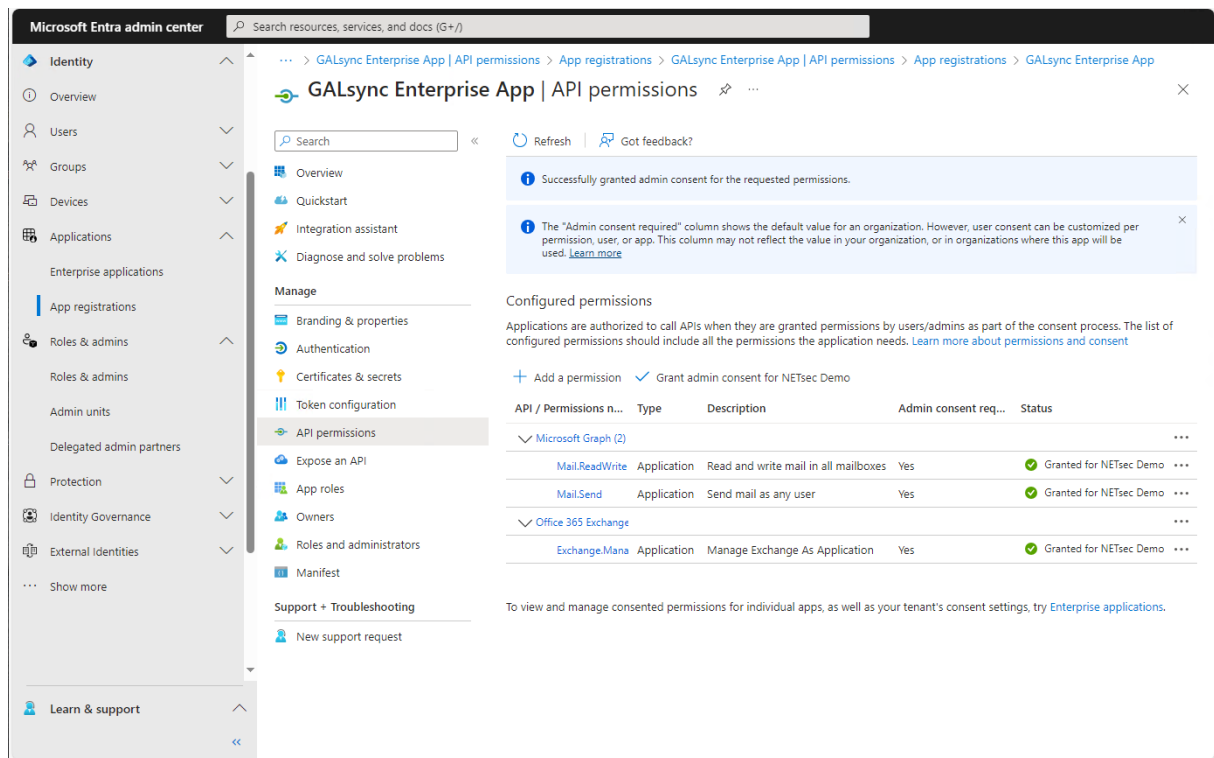 Microsoft Entra admin center
Search resources, services, and docs (G+/)
Identity
Overview
Users
Groups
Devices
Applications
Enterprise applications
App registrations
Roles & admins
Roles & admins
Admin units
Delegated admin partners
Protection
Identity Governance
External Identities
Show more
Learn & support
... > GALsync Enterprise App | API permissions > App registrations > GALsync Enterprise App | API permissions > App registrations > GALsync Enterprise App
GALsync Enterprise App | API permissions
Search
Overview
Quickstart
Integration assistant
Diagnose and solve problems
Manage
Branding & properties
Authentication
Certificates & secrets
Token configuration
API permissions
Expose an API
App roles
Owners
Roles and administrators
Manifest
Support + Troubleshooting
New support request
Refresh Got feedback?
Successfully granted admin consent for the requested permissions.
The "Admin consent required" column shows the default value for an organization. However, user consent can be customized per
permission, user, or app. This column may not reflect the value in your organization, or in organizations where this app will be
used. Learn more
Configured permissions
Applications are authorized to call APIs when they are granted permissions by users/admins as part of the consent process. The list of
configured permissions should include all the permissions the application needs. Learn more about permissions and consent
Add a permission Grant admin consent for NETsec Demo
API / Permissions n... Type Description Admin consent req... Status
Microsoft Graph (2)
Mail.ReadWrite Application Read and write mail in all mailboxes Yes Granted for NETsec Demo
Mail.Send Application Send mail as any user Yes Granted for NETsec Demo
Office 365 Exchange
Exchange.Mana Application Manage Exchange As Application Yes Granted for NETsec Demo
To view and manage consented permissions for individual apps, as well as your tenant's consent settings, try Enterprise applications.